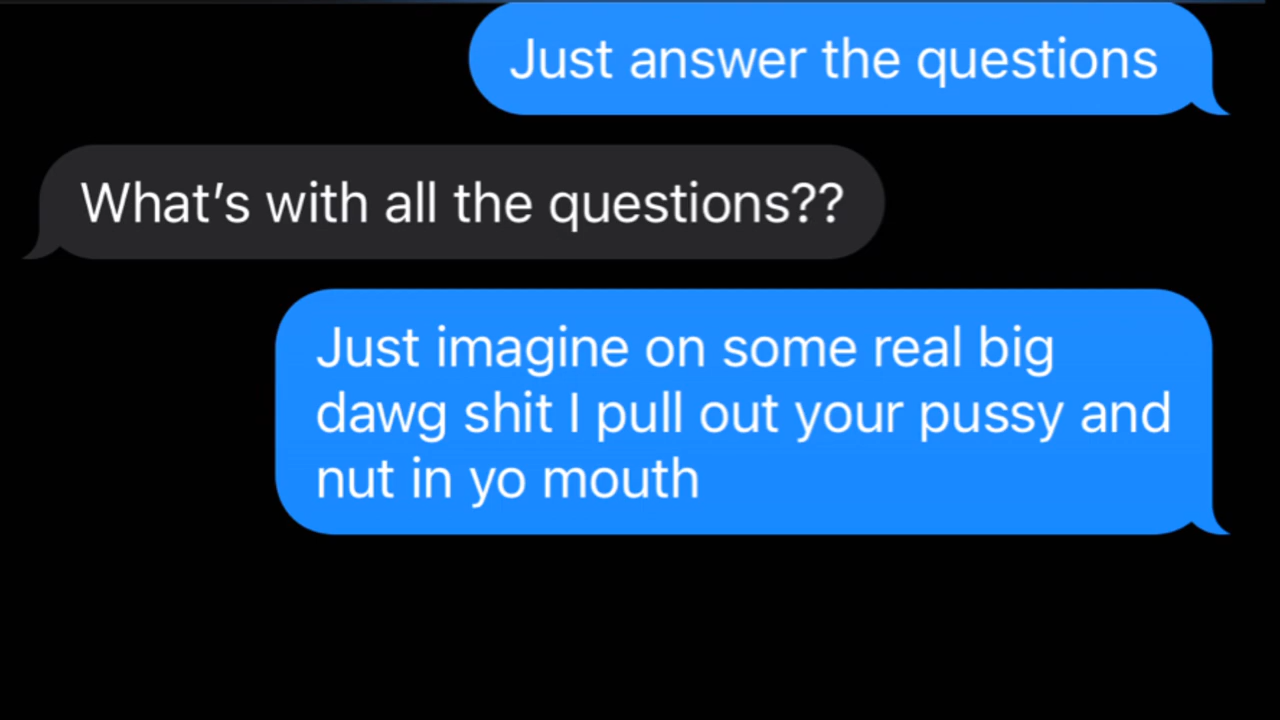 Just answer the questions
What’s with all the questions??
Just imagine on some real big
dawg shit I pull out your pussy and
nut in yo mouth